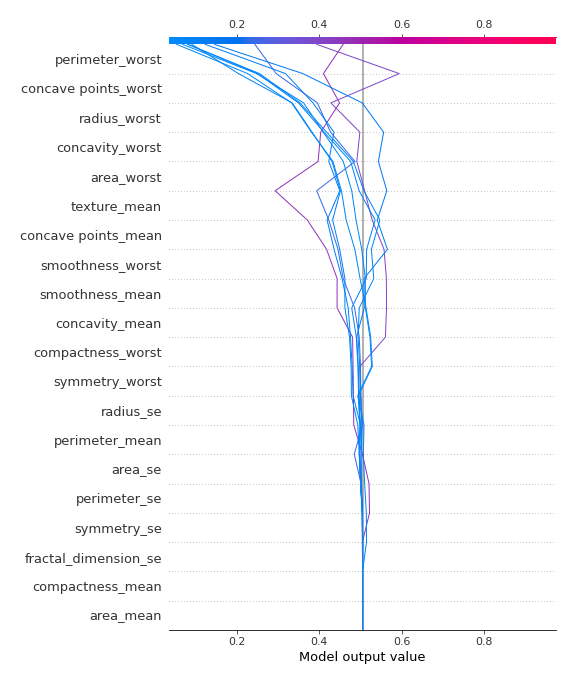 0.2 0.4 0.6 0.8
perimeter_worst
concave points_worst
radius_worst
concavity_worst
area_worst
texture_mean
concave points_mean
smoothness_worst
smoothness_mean
concavity_mean
compactness_worst
symmetry_worst
radius_se
perimeter_mean
area_se
perimeter_se
symmetry_se
fractal_dimension_se
compactness_mean
area_mean
0.2 0.4 0.6 0.8
Model output value